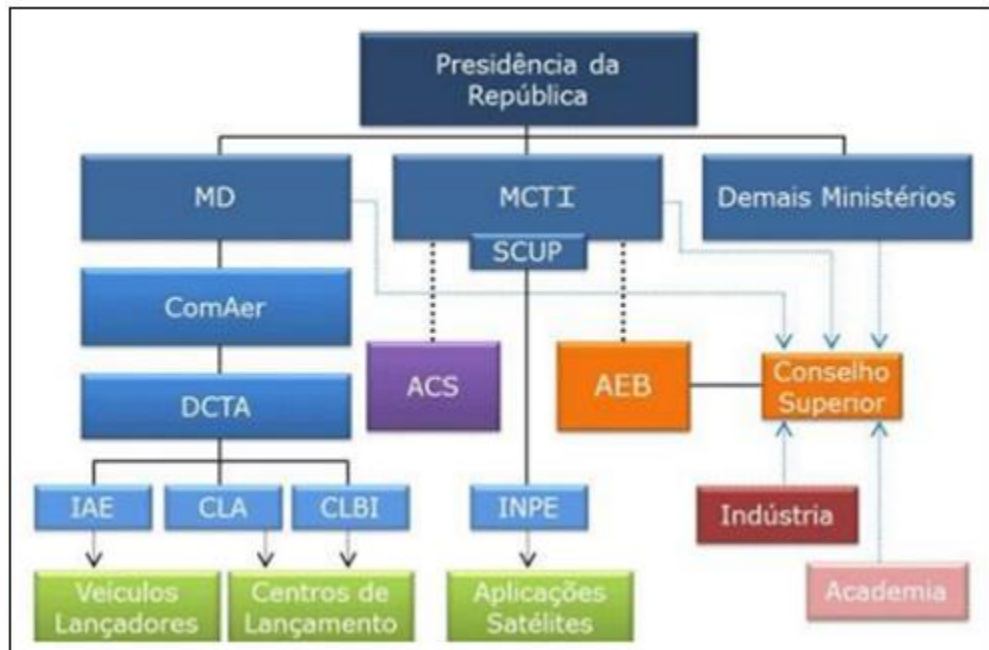 Presidência da
República
MD
MCTI
Demais Ministérios
SCUP
ComAer
ACS
AEB
Conselho
Superior
DCTA
IAE
CLA
CLBI
INPE
Indústria
Veículos
Lançadores
Centros de
Lançamento
Aplicações
Satélites
Academia